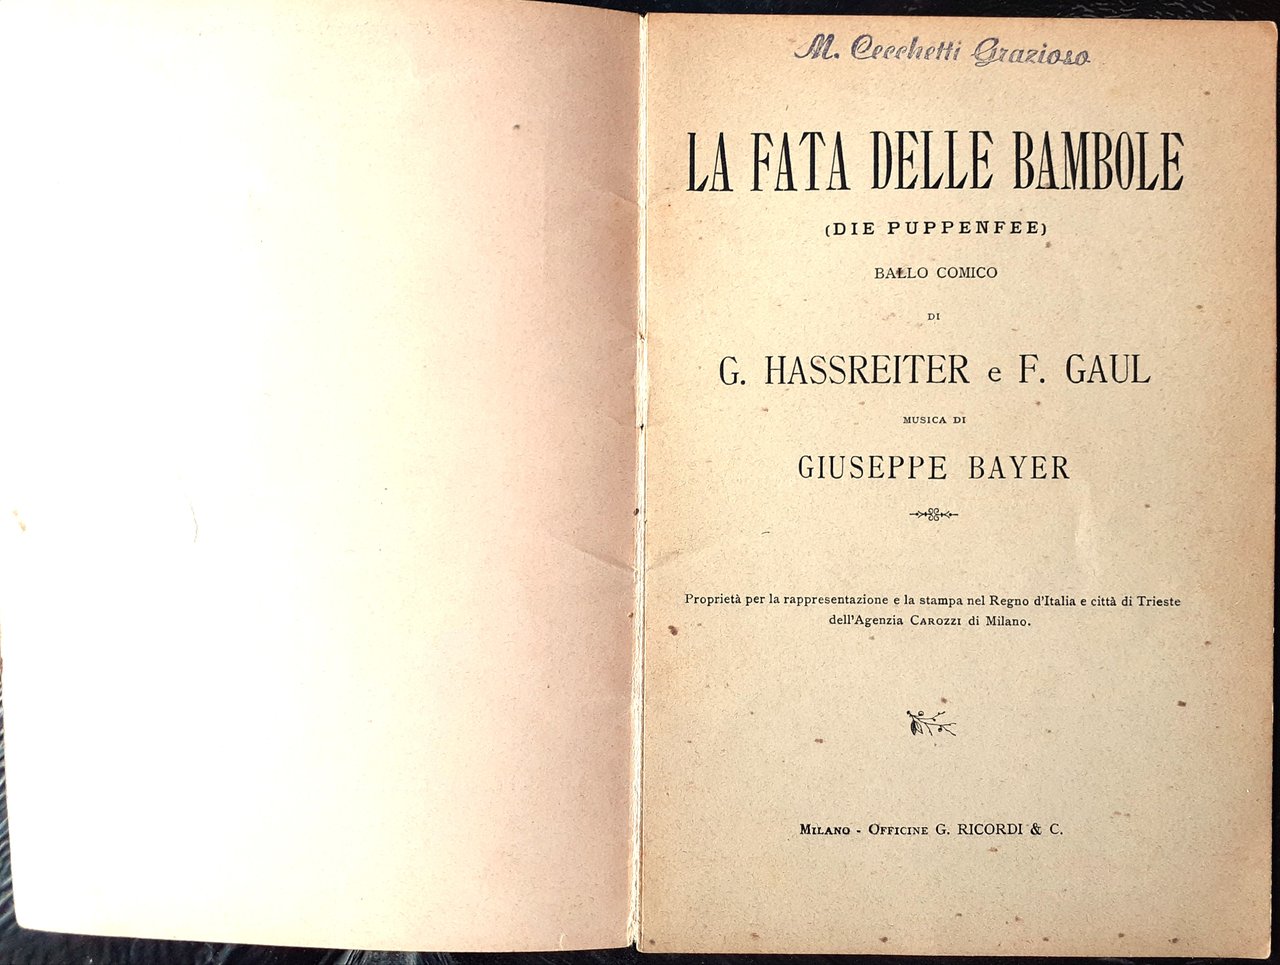 M. Cecchetti Grazioso
LA FATA DELLE BAMBOLE
(DIE PUPPENFEE)
BALLO COMICO
DI
G. HASSREITER e F. GAUL
MUSICA DI
GIUSEPPE BAYER
Proprietà per la rappresentazione e la stampa nel Regno d'Italia e città di Trieste
dell'Agenzia CAROZZI di Milano.
MILANO - OFFICINE G. RICORDI & C.